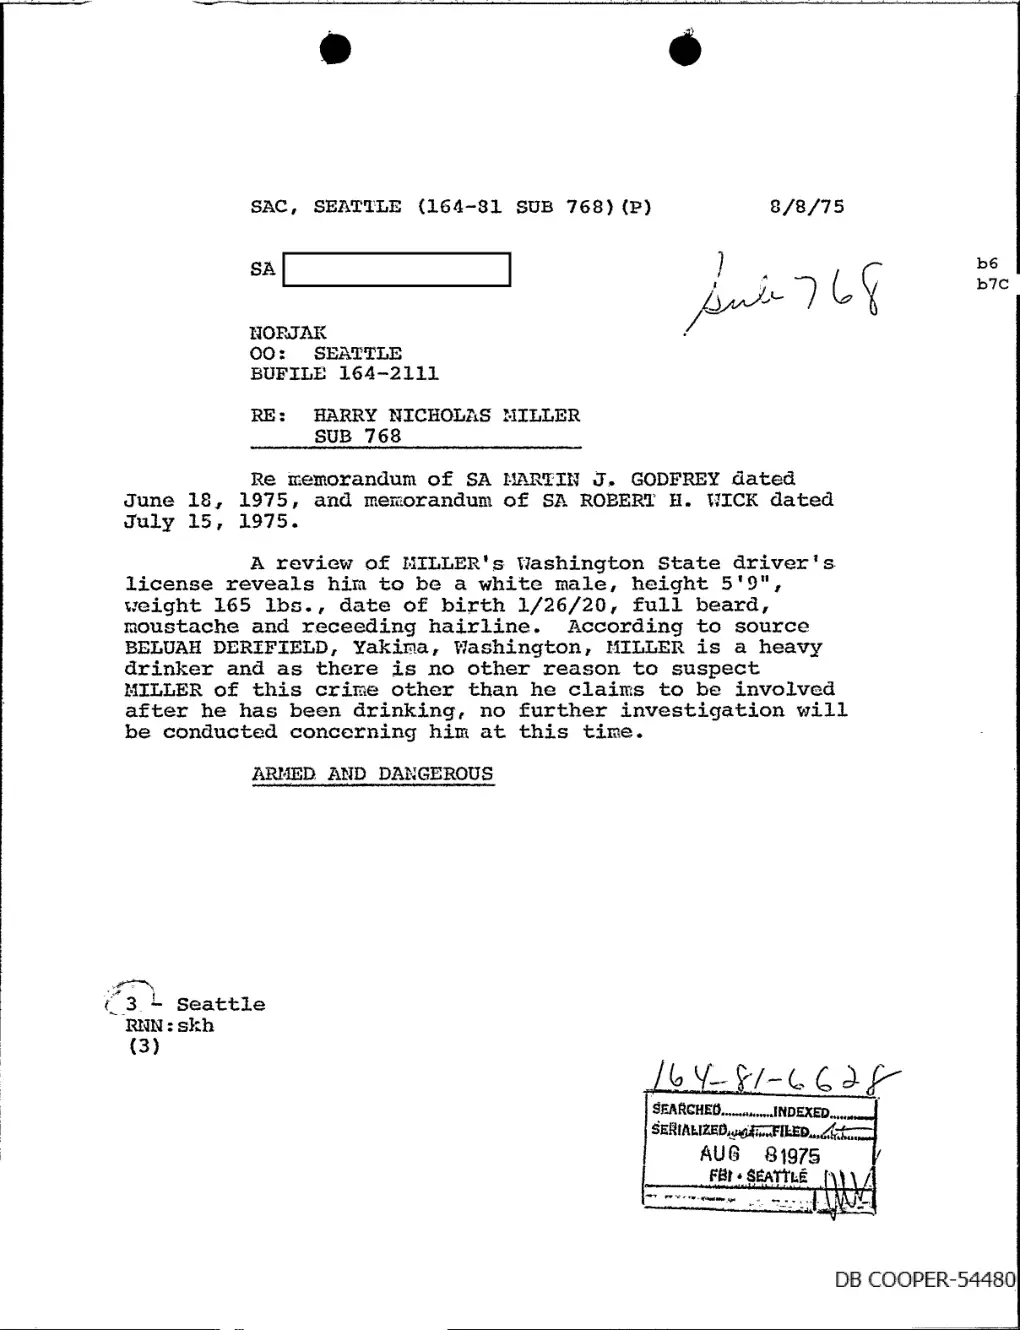 SAC, SEATTLE (164-81 SUB 768)(P) 8/8/75
SA
b6
b7C
Sub 768
NORJAK
OO: SEATTLE
BUFILE 164-2111
RE: HARRY NICHOLAS MILLER
SUB 768
Re memorandum of SA MARTIN J. GODFREY dated
June 18, 1975, and memorandum of SA ROBERT H. WICK dated
July 15, 1975.
A review of MILLER's Washington State driver's
license reveals him to be a white male, height 5'9",
weight 165 lbs., date of birth 1/26/20, full beard,
moustache and receeding hairline. According to source
BELUAH DERIFIELD, Yakima, Washington, MILLER is a heavy
drinker and as there is no other reason to suspect
MILLER of this crime other than he claims to be involved
after he has been drinking, no further investigation will
be conducted concerning him at this time.
ARMED AND DANGEROUS
3 - Seattle
RNN:skh
(3)
164-81-6628
SEARCHED..............INDEXED...........
SERIALIZED FILED
AUG 8 1975
FBI • SEATTLE
DB COOPER-54480